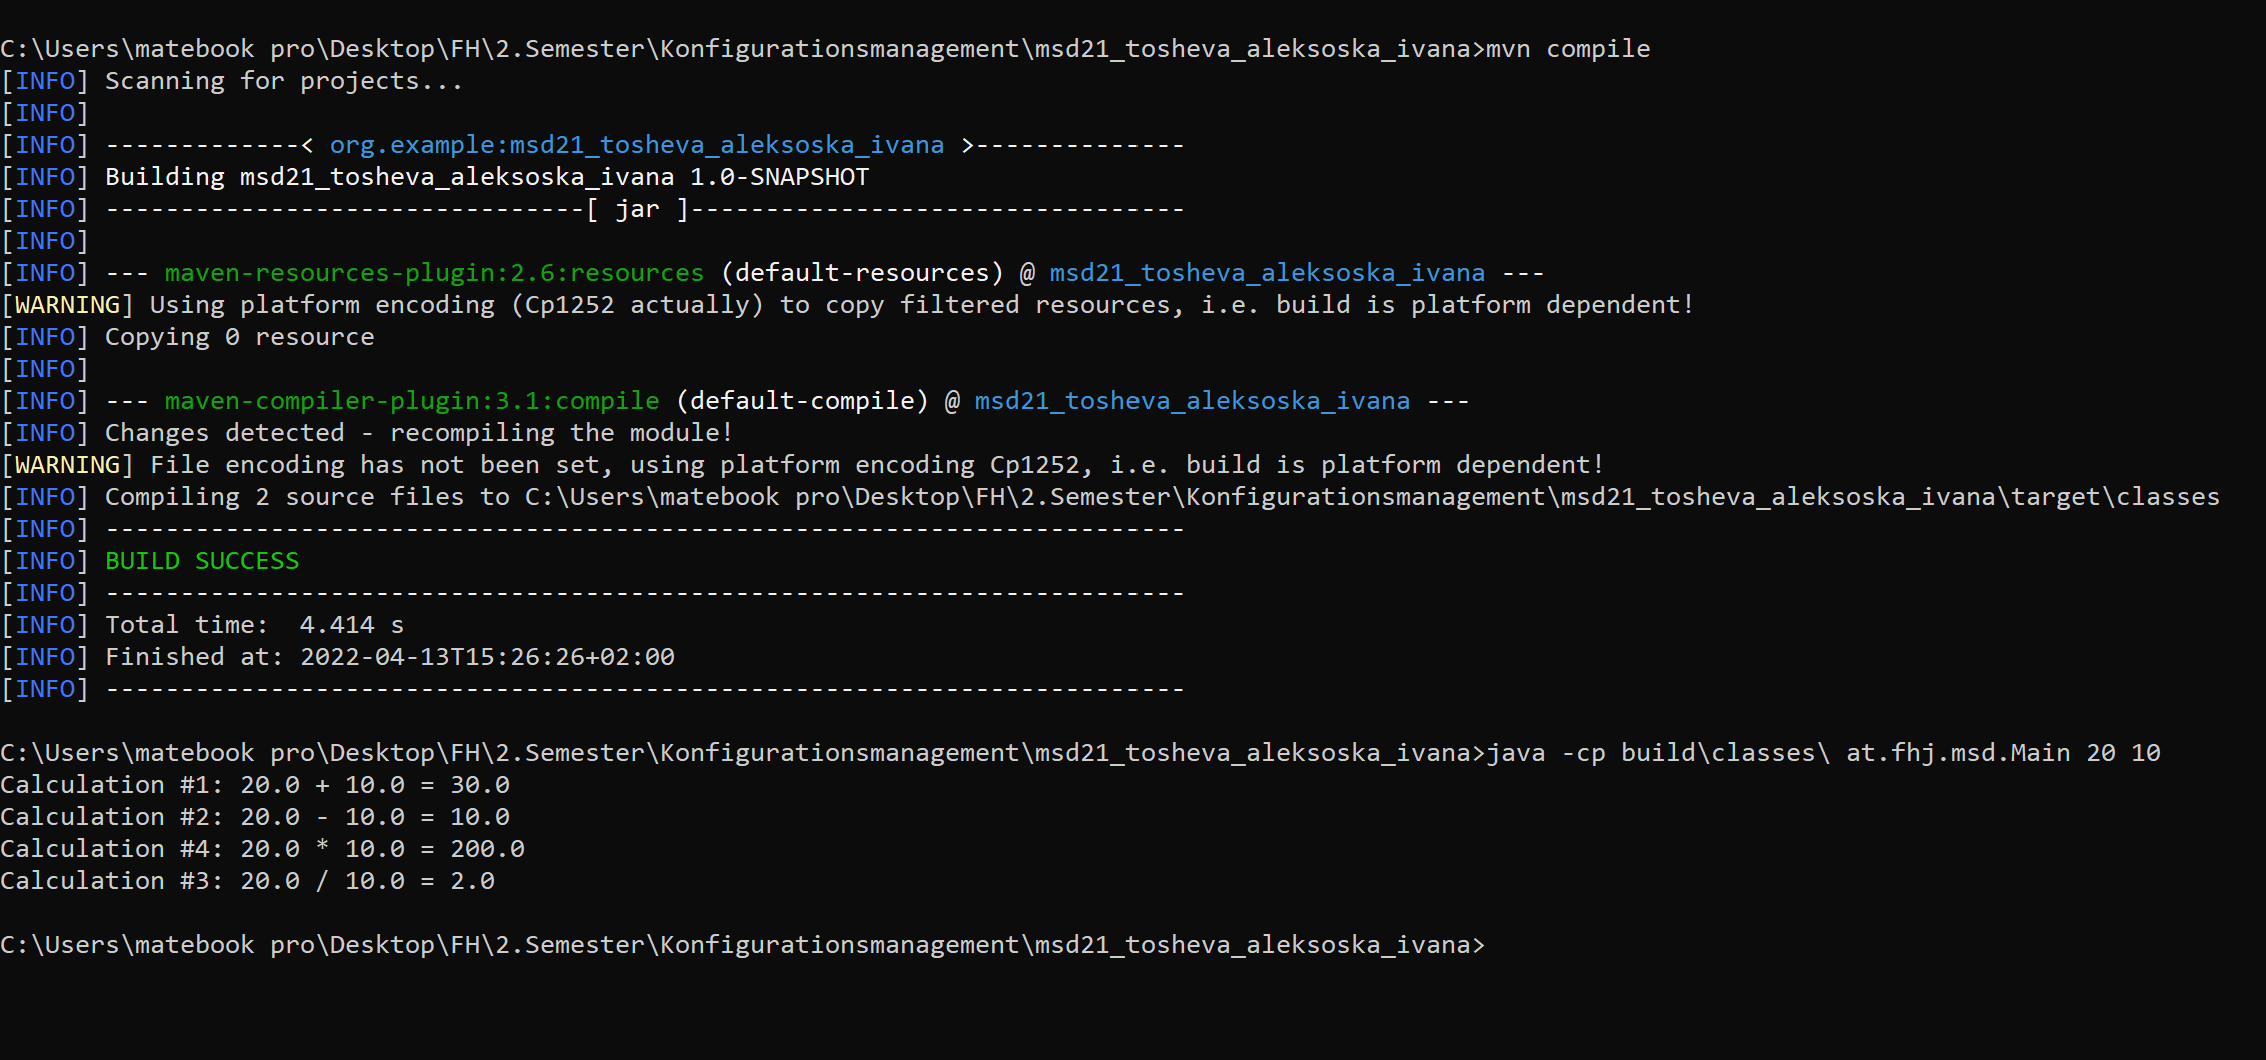 C:\Users\matebook pro\Desktop\FH\2.Semester\Konfigurationsmanagement\msd21_tosheva_aleksoska_ivana>mvn compile
[INFO] Scanning for projects...
[INFO]
[INFO] -------------< org.example:msd21_tosheva_aleksoska_ivana >--------------
[INFO] Building msd21_tosheva_aleksoska_ivana 1.0-SNAPSHOT
[INFO] --------------------------------[ jar ]---------------------------------
[INFO]
[INFO] --- maven-resources-plugin:2.6:resources (default-resources) @ msd21_tosheva_aleksoska_ivana ---
[WARNING] Using platform encoding (Cp1252 actually) to copy filtered resources, i.e. build is platform dependent!
[INFO] Copying 0 resource
[INFO]
[INFO] --- maven-compiler-plugin:3.1:compile (default-compile) @ msd21_tosheva_aleksoska_ivana ---
[INFO] Changes detected - recompiling the module!
[WARNING] File encoding has not been set, using platform encoding Cp1252, i.e. build is platform dependent!
[INFO] Compiling 2 source files to C:\Users\matebook pro\Desktop\FH\2.Semester\Konfigurationsmanagement\msd21_tosheva_aleksoska_ivana\target\classes
[INFO] ------------------------------------------------------------------------
[INFO] BUILD SUCCESS
[INFO] ------------------------------------------------------------------------
[INFO] Total time:  4.414 s
[INFO] Finished at: 2022-04-13T15:26:26+02:00
[INFO] ------------------------------------------------------------------------
C:\Users\matebook pro\Desktop\FH\2.Semester\Konfigurationsmanagement\msd21_tosheva_aleksoska_ivana>java -cp build\classes\ at.fhj.msd.Main 20 10
Calculation #1: 20.0 + 10.0 = 30.0
Calculation #2: 20.0 - 10.0 = 10.0
Calculation #4: 20.0 * 10.0 = 200.0
Calculation #3: 20.0 / 10.0 = 2.0
C:\Users\matebook pro\Desktop\FH\2.Semester\Konfigurationsmanagement\msd21_tosheva_aleksoska_ivana>